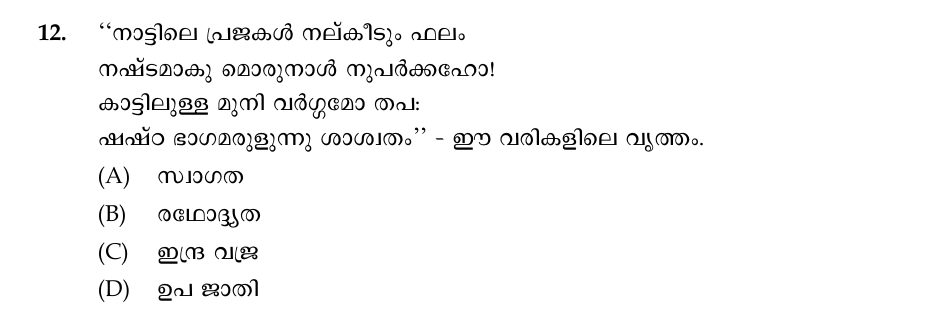 12. ‘‘നാട്ടിലെ പ്രജകൾ നല്കീടും ഫലം
നഷ്ടമാകു മൊരുനാൾ നൃപർക്കഹോ!
കാട്ടിലുള്ള മുനി വർഗ്ഗമോ തപ:
ഷഷ്ഠ ഭാഗമരുളുന്നു ശാശ്വതം’’ - ഈ വരികളിലെ വൃത്തം.
(A) സ്വാഗത
(B) രഥോദ്ധ്യത
(C) ഇന്ദ്ര വജ്ര
(D) ഉപ ജാതി